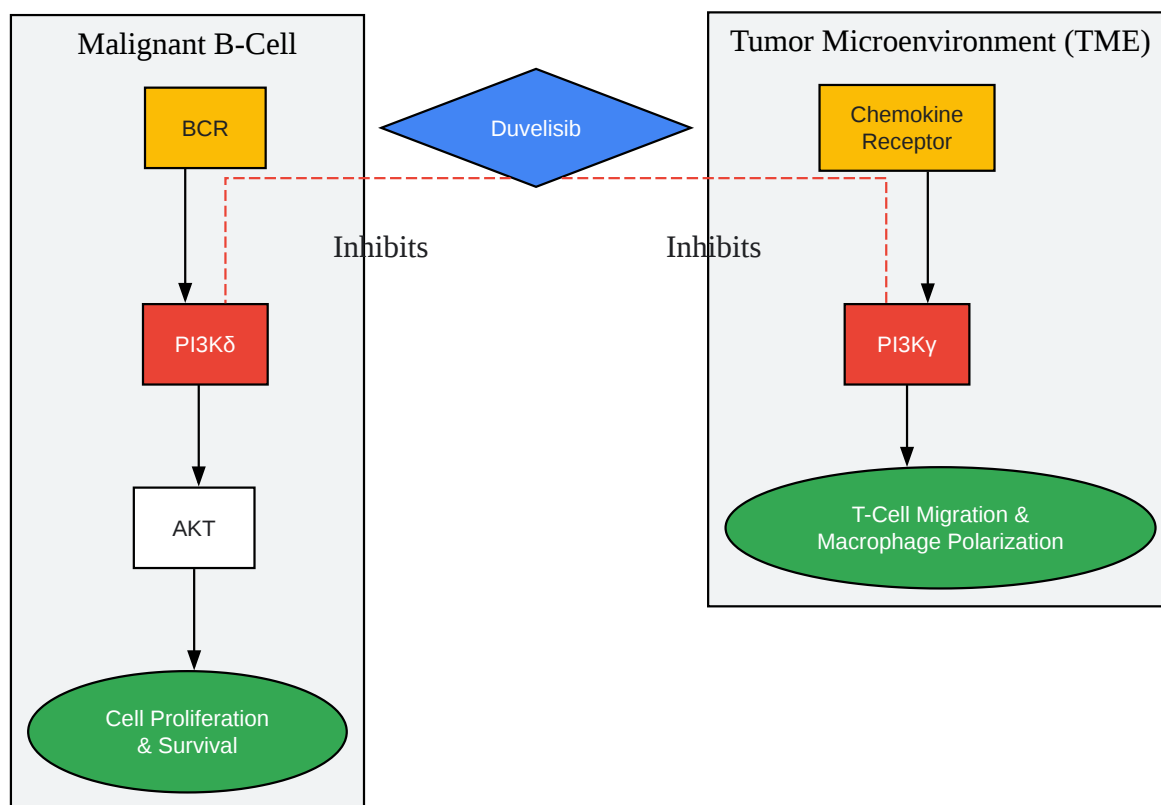 Malignant B-Cell
BCR
PI3Kδ
AKT
Cell Proliferation
& Survival
Duvelisib
Inhibits
Inhibits
Tumor Microenvironment (TME)
Chemokine
Receptor
PI3Kγ
T-Cell Migration &
Macrophage Polarization